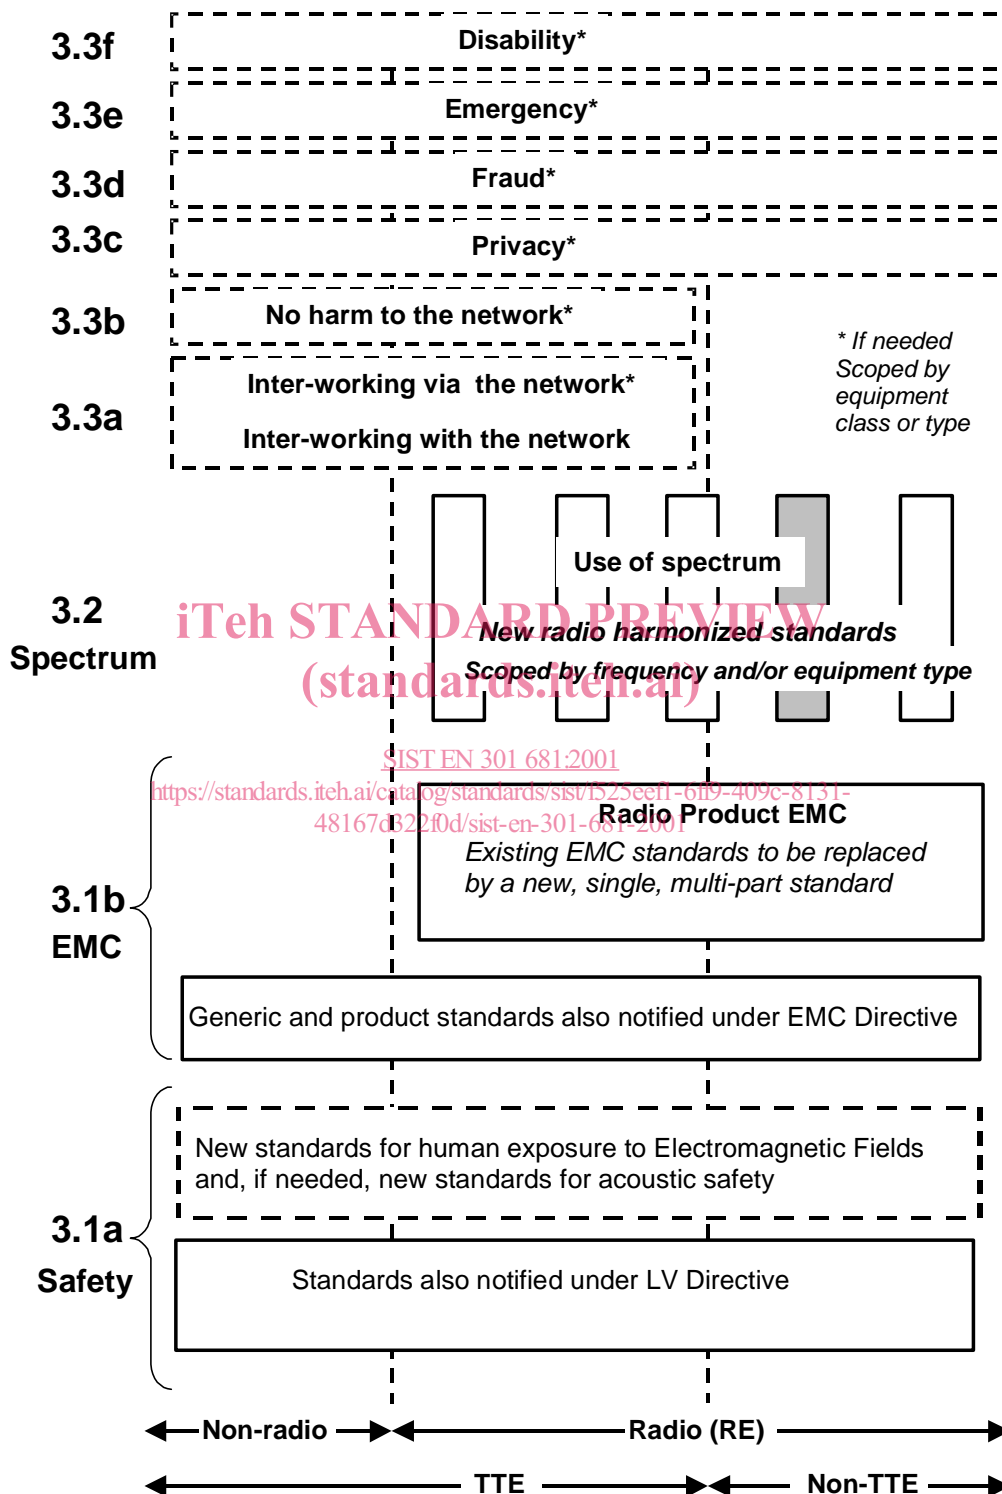 3.3f
Disability*
3.3e
Emergency*
3.3d
Fraud*
3.3c
Privacy*
3.3b
No harm to the network*
* If needed
Scoped by
equipment
class or type
3.3a
Inter-working via the network*
Inter-working with the network
Use of spectrum
3.2
Spectrum
iTeh STANDARD PREVIEW
New radio harmonized standards
(standards.iteh.ai)
Scoped by frequency and/or equipment type
SIST EN 301 681:2001
https://standards.iteh.ai/catalog/standards/sist/f525eef1-6ff9-409c-8131-
48167d322f0d/sist-en-301-681-2001
Radio Product EMC
Existing EMC standards to be replaced
by a new, single, multi-part standard
3.1b
EMC
Generic and product standards also notified under EMC Directive
New standards for human exposure to Electromagnetic Fields
and, if needed, new standards for acoustic safety
3.1a
Safety
Standards also notified under LV Directive
Non-radio
Radio (RE)
TTE
Non-TTE